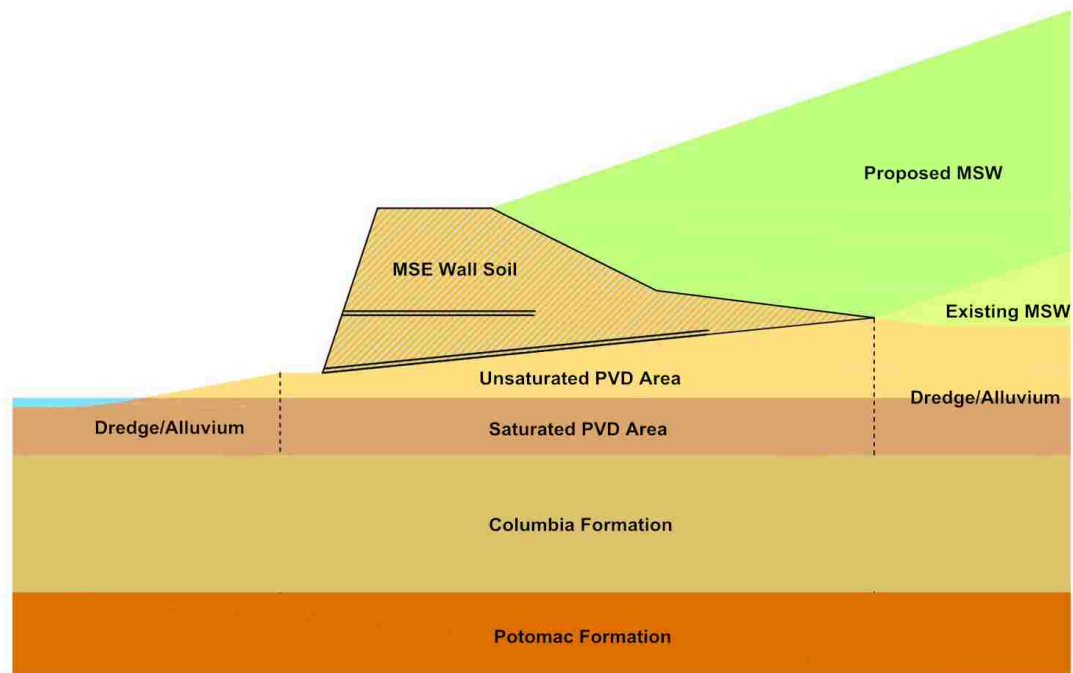 Proposed MSW
MSE Wall Soil
Existing MSW
Unsaturated PVD Area
Dredge/Alluvium
Dredge/Alluvium
Saturated PVD Area
Columbia Formation
Potomac Formation